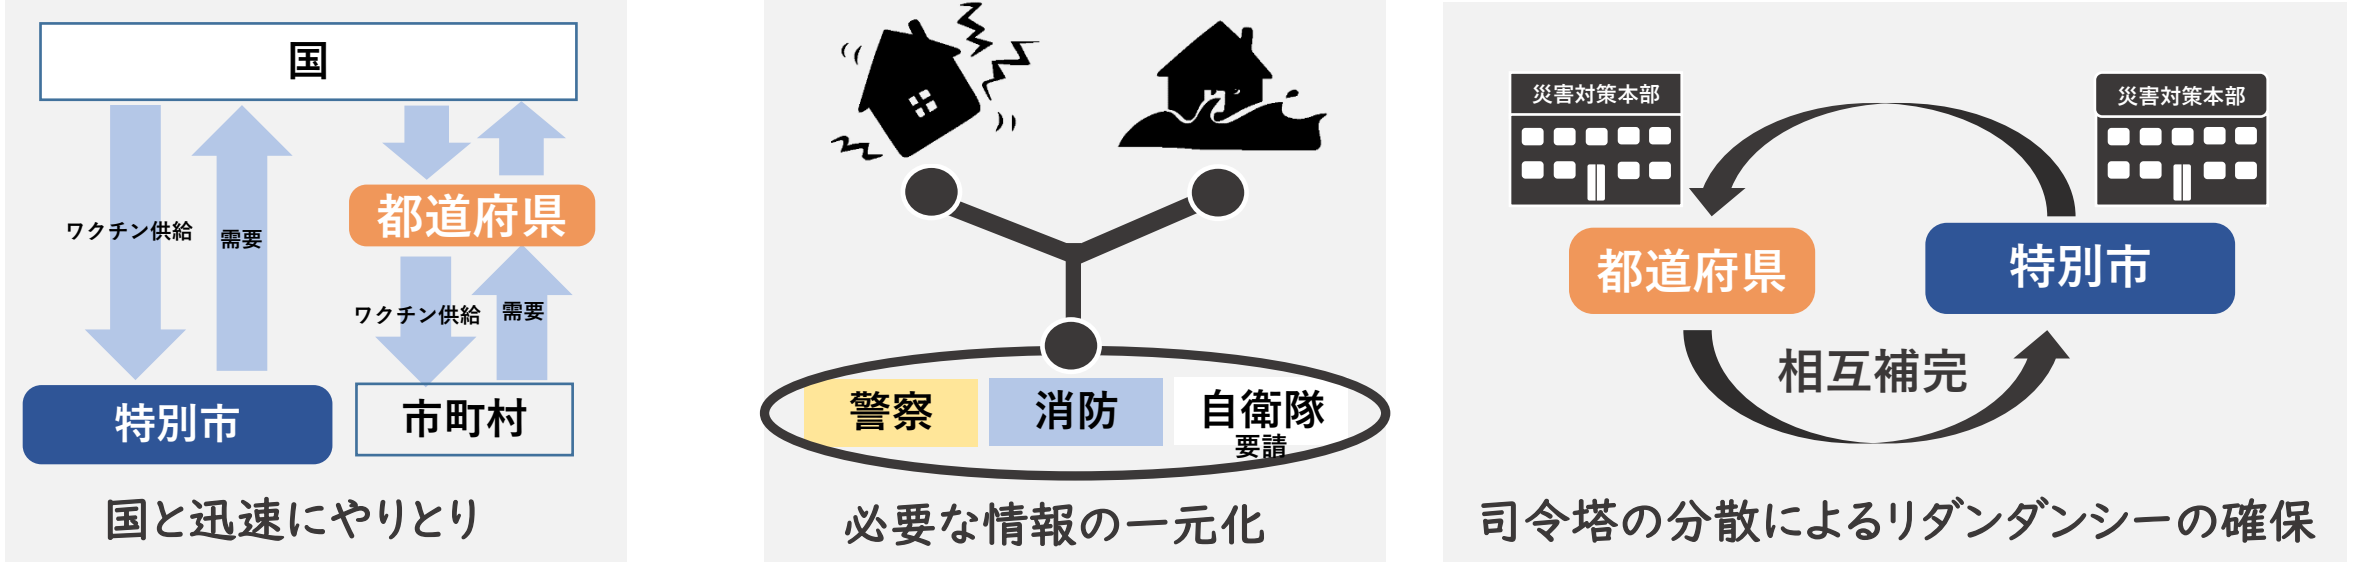 国
都道府県
ワクチン供給
需要
ワクチン供給
需要
特別市
市町村
国と迅速にやりとり
警察
消防
自衛隊
要請
必要な情報の一元化
災害対策本部
災害対策本部
都道府県
特別市
相互補完
司令塔の分散によるリダンダンシーの確保